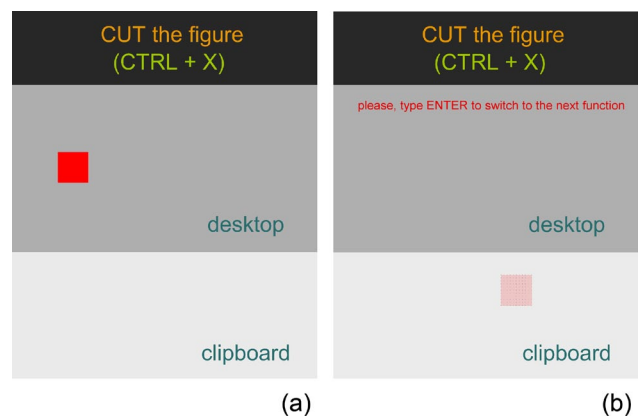 CUT the figure
(CTRL + X)
desktop
clipboard
(a)
CUT the figure
(CTRL + X)
please, type ENTER to switch to the next function
desktop
clipboard
(b)